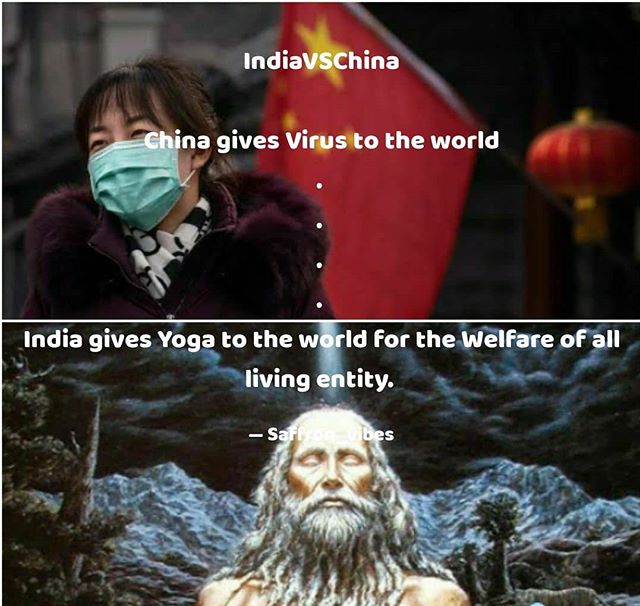 IndiaVSChina
China gives Virus to the world
.
.
.
.
India gives Yoga to the world for the Welfare of all
living entity.
— Saffron_vibes